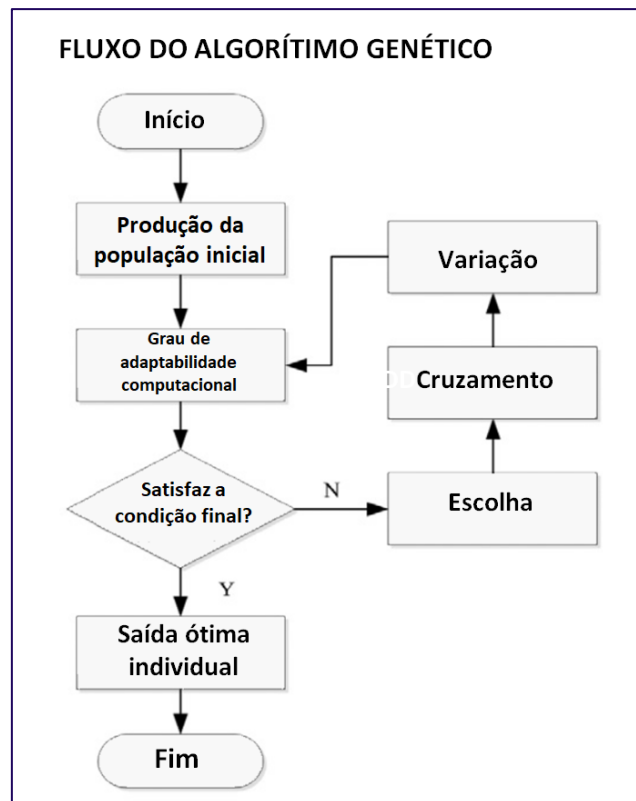 FLUXO DO ALGORÍTIMO GENÉTICO
Início
Produção da
população inicial
Grau de
adaptabilidade
computacional
Satisfaz a
condição final?
N
Escolha
Cruzamento
Variação
Y
Saída ótima
individual
Fim